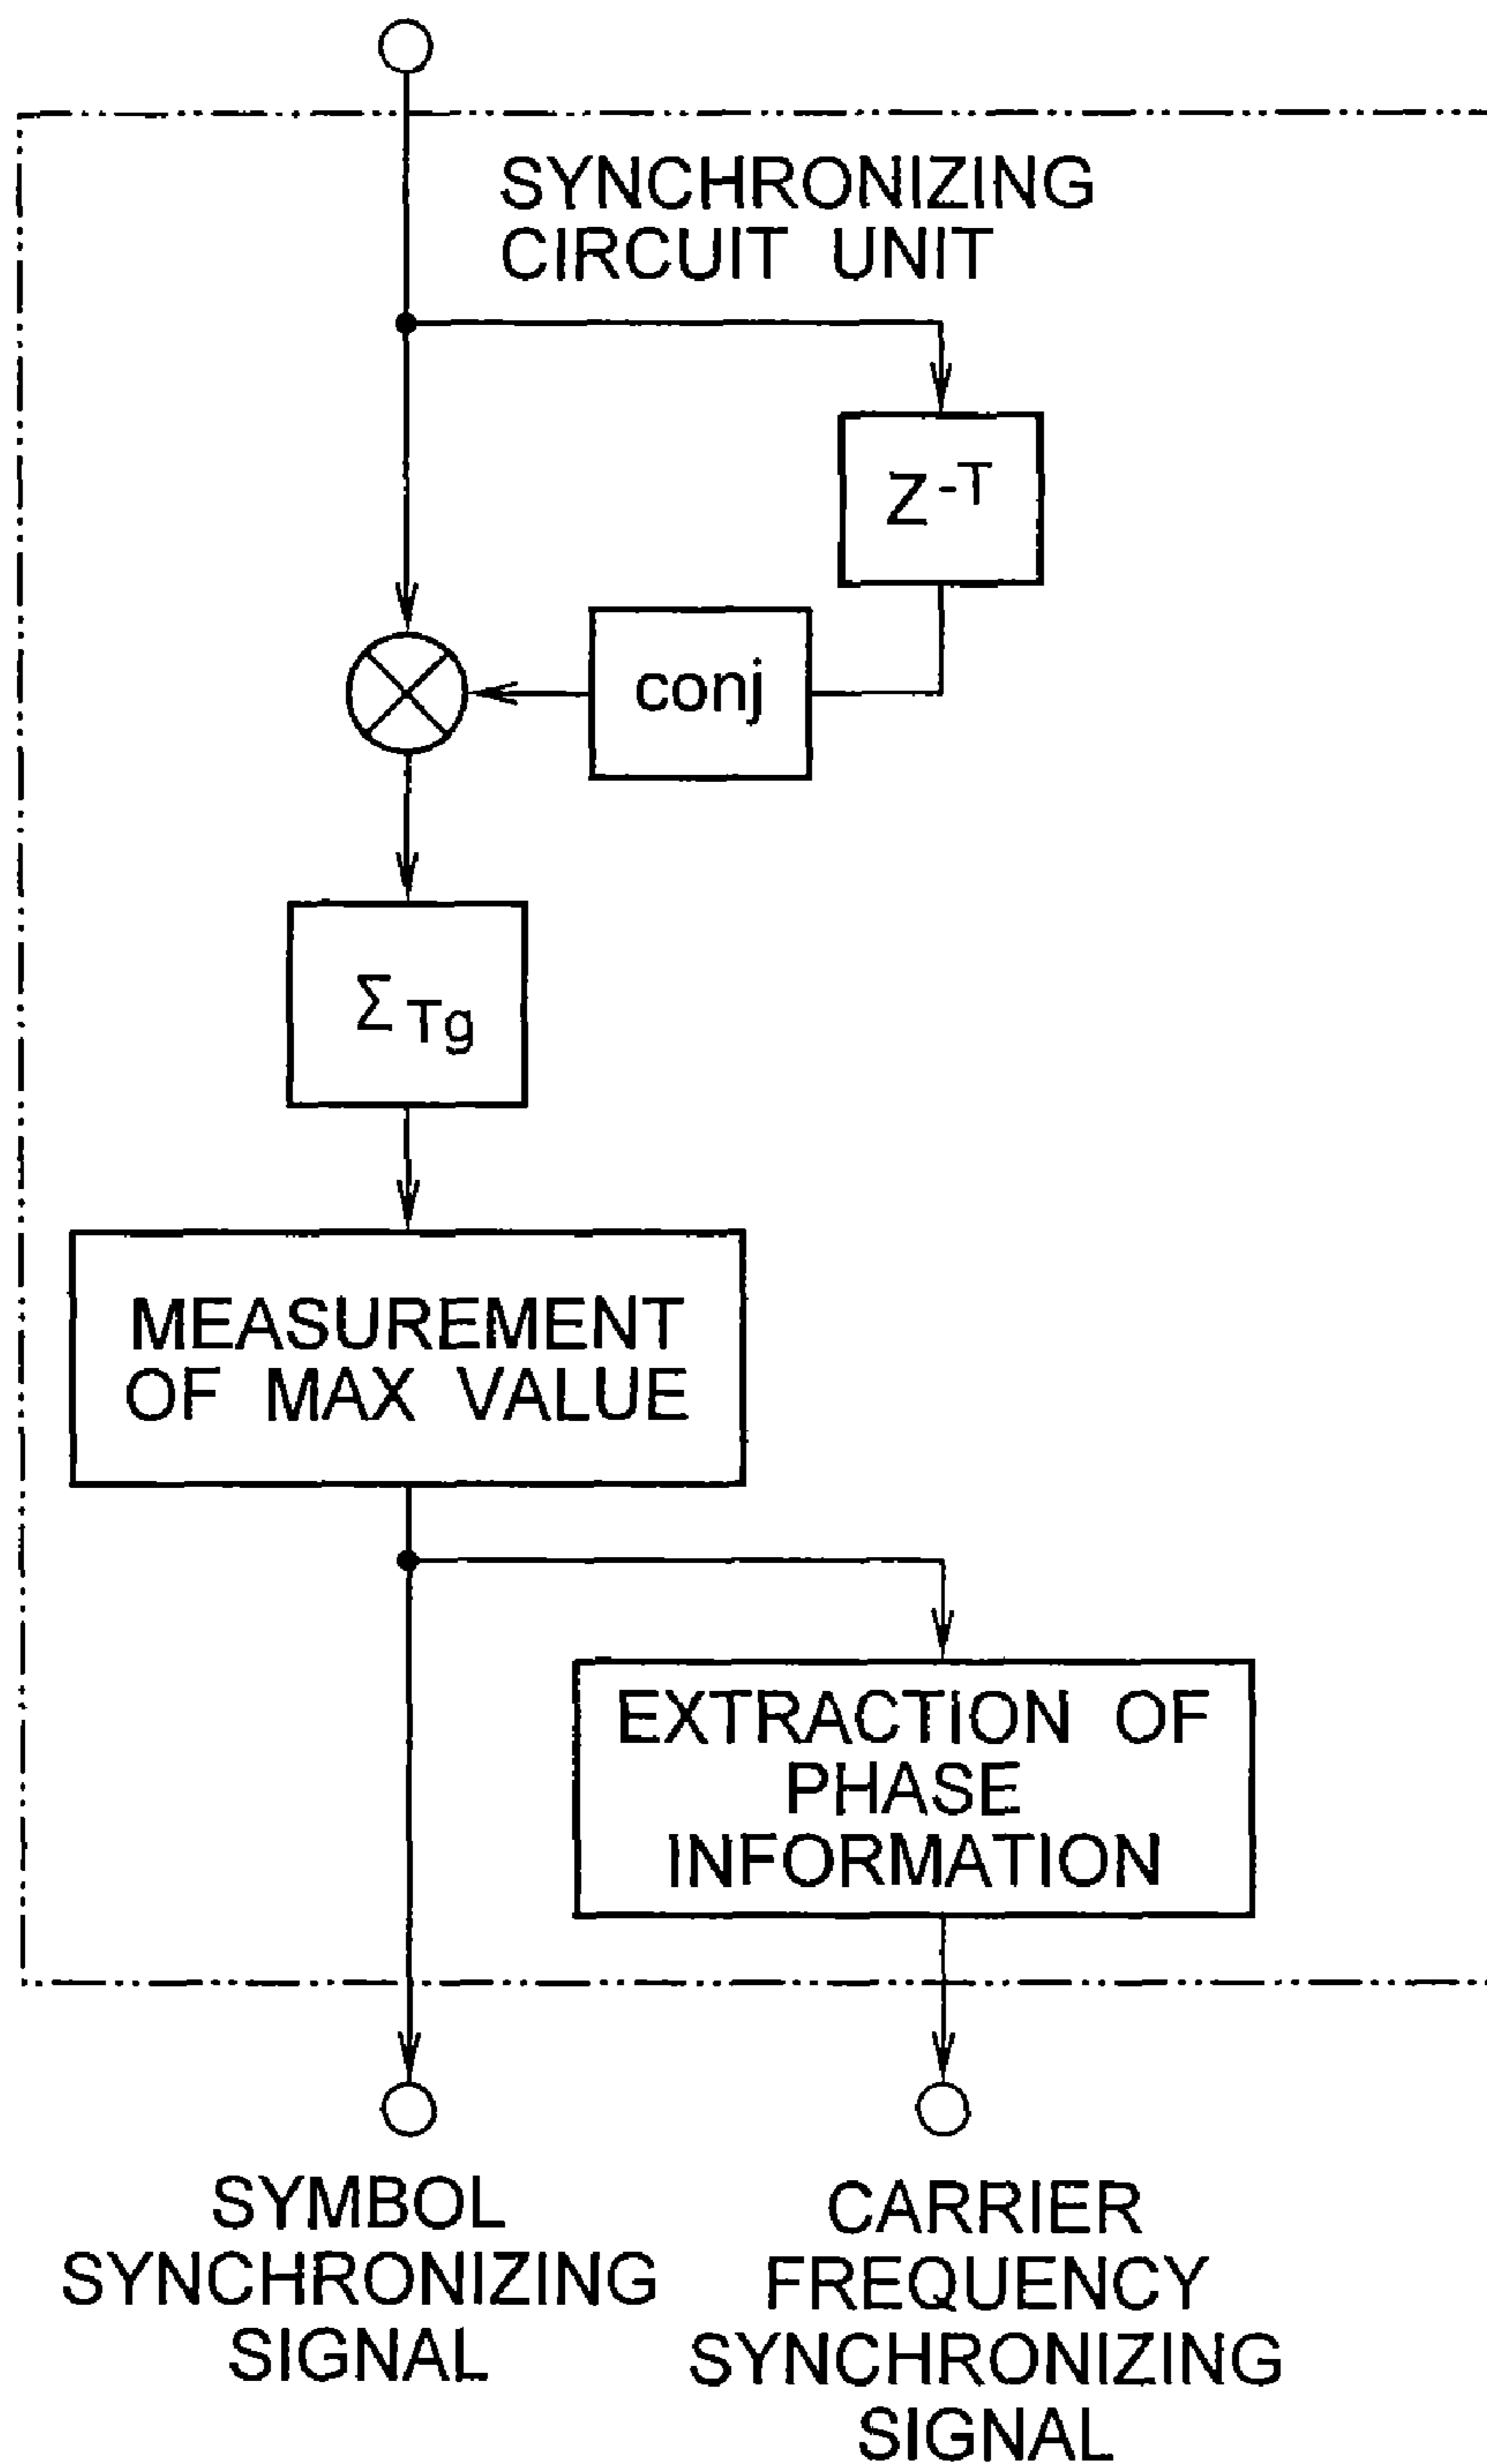 SYNCHRONIZING
CIRCUIT UNIT
Z-T
conj
ΣTg
MEASUREMENT
OF MAX VALUE
EXTRACTION OF
PHASE
INFORMATION
SYMBOL
SYNCHRONIZING
SIGNAL
CARRIER
FREQUENCY
SYNCHRONIZING
SIGNAL